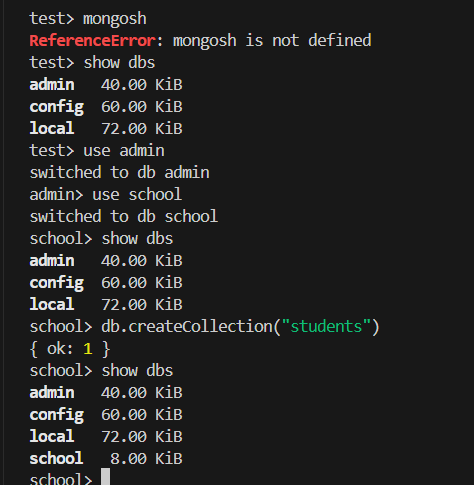 test> mongosh
ReferenceError: mongosh is not defined
test> show dbs
admin   40.00 KiB
config  60.00 KiB
local   72.00 KiB
test> use admin
switched to db admin
admin> use school
switched to db school
school> show dbs
admin   40.00 KiB
config  60.00 KiB
local   72.00 KiB
school> db.createCollection("students")
{ ok: 1 }
school> show dbs
admin   40.00 KiB
config  60.00 KiB
local   72.00 KiB
school   8.00 KiB
school>